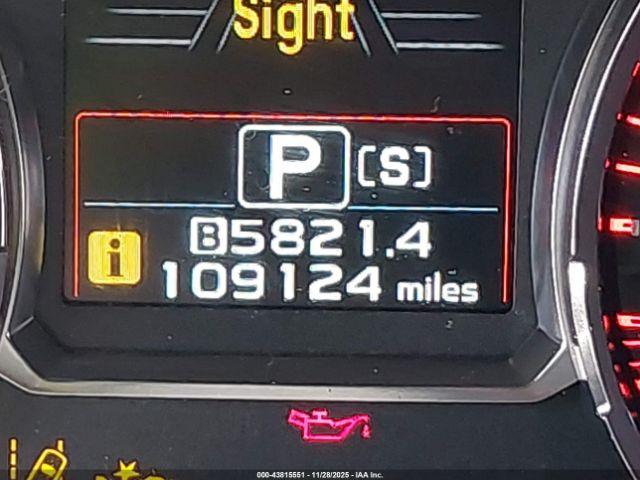 Sight
P [S]
B5821.4
i
109124 miles
000-43815551 - 11/28/2025 - IAA Inc.